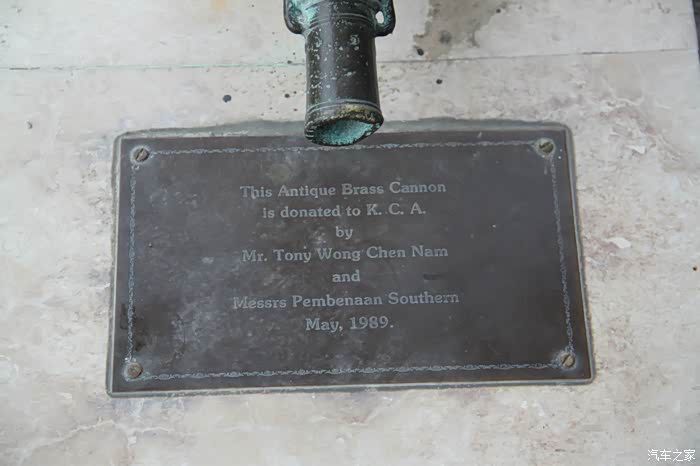 This Antique Brass Cannon
is donated to K. C. A.
by
Mr. Tony Wong Chen Nam
and
Messrs Pembenaan Southern
May, 1989.
汽车之家